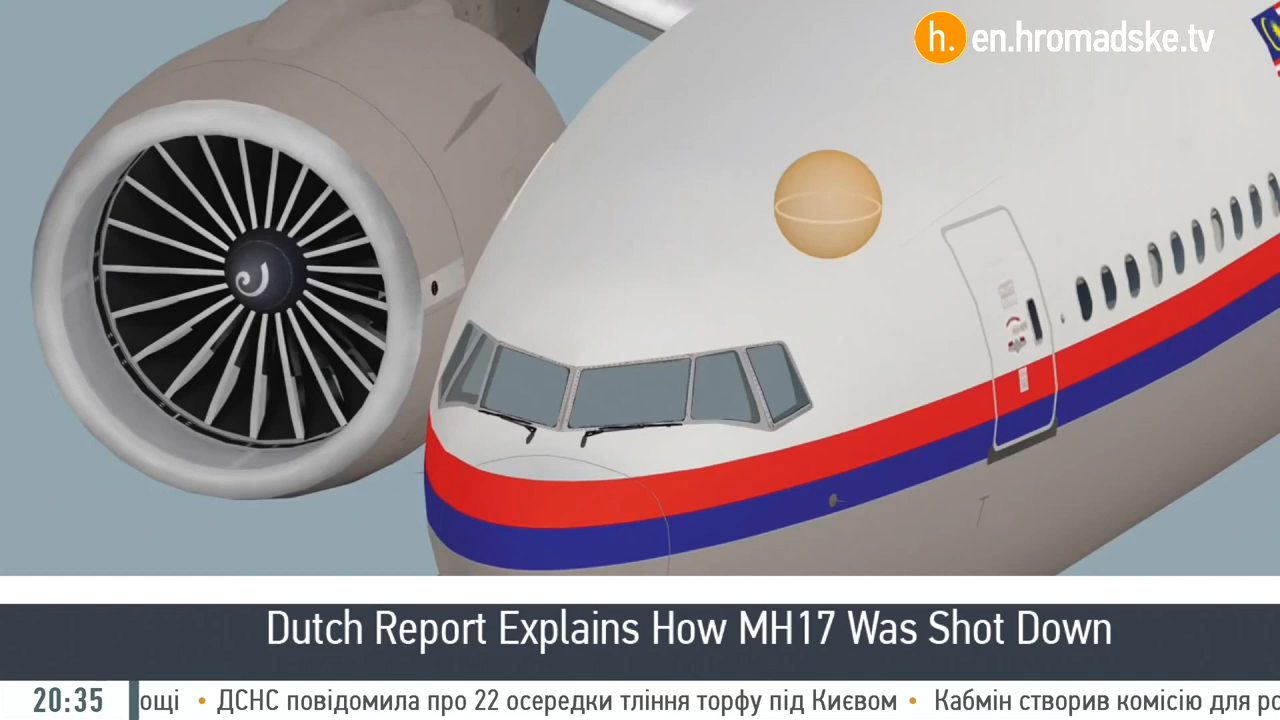 h. en.hromadske.tv
Dutch Report Explains How MH17 Was Shot Down
20:35 ощі • ДСНС повідомила про 22 осередки тління торфу під Києвом • Кабмін створив комісію для ро